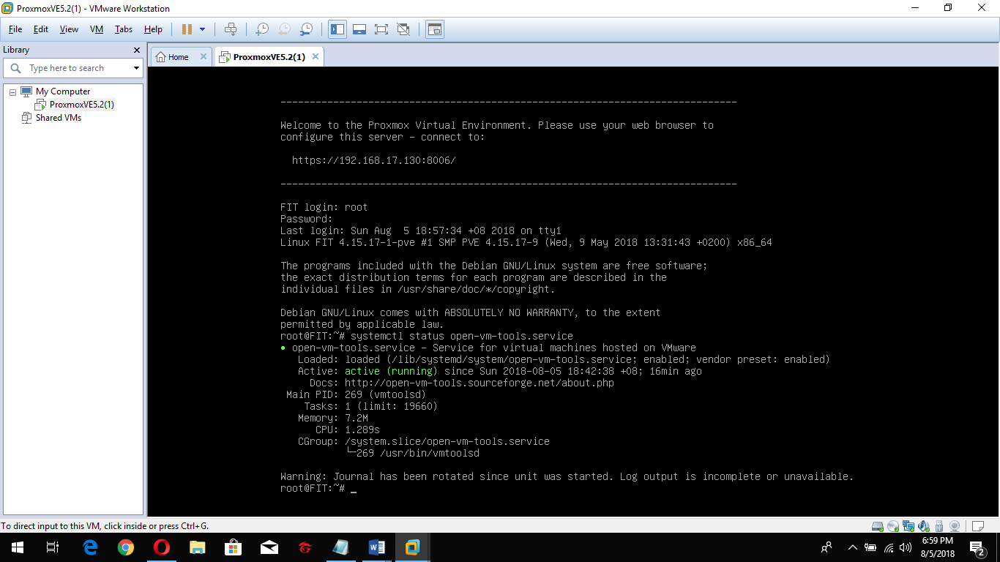 ProxmoxVE5.2(1) - VMware Workstation
File Edit View VM Tabs Help
Library
Type here to search
My Computer
ProxmoxVE5.2(1)
Shared VMs
Home
ProxmoxVE5.2(1)
--------------------------------------------------------------------------------
Welcome to the Proxmox Virtual Environment. Please use your web browser to
configure this server - connect to:
https://192.168.17.130:8006/
--------------------------------------------------------------------------------
FIT login: root
Password:
Last login: Sun Aug  5 18:57:34 +08 2018 on tty1
Linux FIT 4.15.17-1-pve #1 SMP PVE 4.15.17-9 (Wed, 9 May 2018 13:31:43 +0200) x86_64
The programs included with the Debian GNU/Linux system are free software;
the exact distribution terms for each program are described in the
individual files in /usr/share/doc/*/copyright.
Debian GNU/Linux comes with ABSOLUTELY NO WARRANTY, to the extent
permitted by applicable law.
root@FIT:~# systemctl status open-vm-tools.service
● open-vm-tools.service - Service for virtual machines hosted on VMware
Loaded: loaded (/lib/systemd/system/open-vm-tools.service; enabled; vendor preset: enabled)
Active: active (running) since Sun 2018-08-05 18:42:38 +08; 16min ago
Docs: http://open-vm-tools.sourceforge.net/about.php
Main PID: 269 (vmtoolsd)
Tasks: 1 (limit: 19660)
Memory: 7.2M
CPU: 1.289s
CGroup: /system.slice/open-vm-tools.service
└─269 /usr/bin/vmtoolsd
Warning: Journal has been rotated since unit was started. Log output is incomplete or unavailable.
root@FIT:~# _
To direct input to this VM, click inside or press Ctrl+G.
6:59 PM
8/5/2018
2